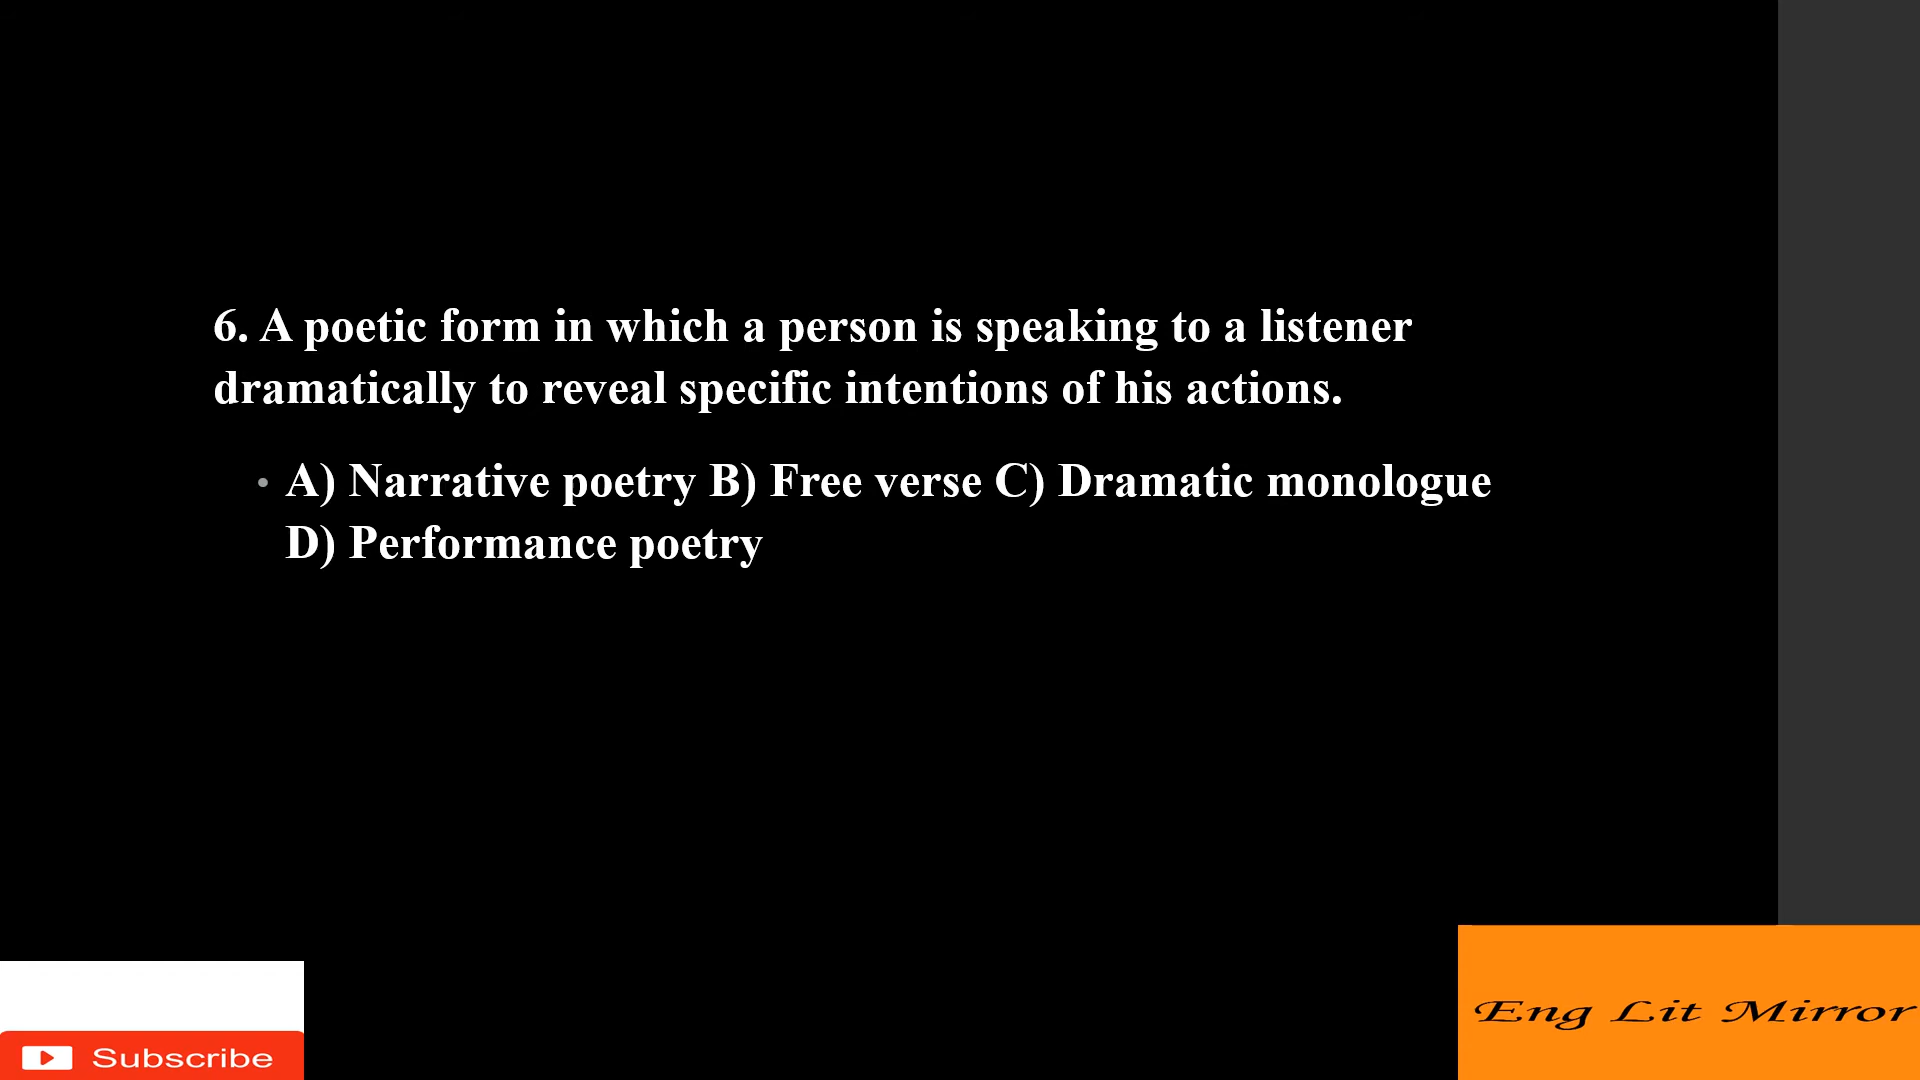 6. A poetic form in which a person is speaking to a listener
dramatically to reveal specific intentions of his actions.
• A) Narrative poetry B) Free verse C) Dramatic monologue
D) Performance poetry
Subscribe
Eng Lit Mirror